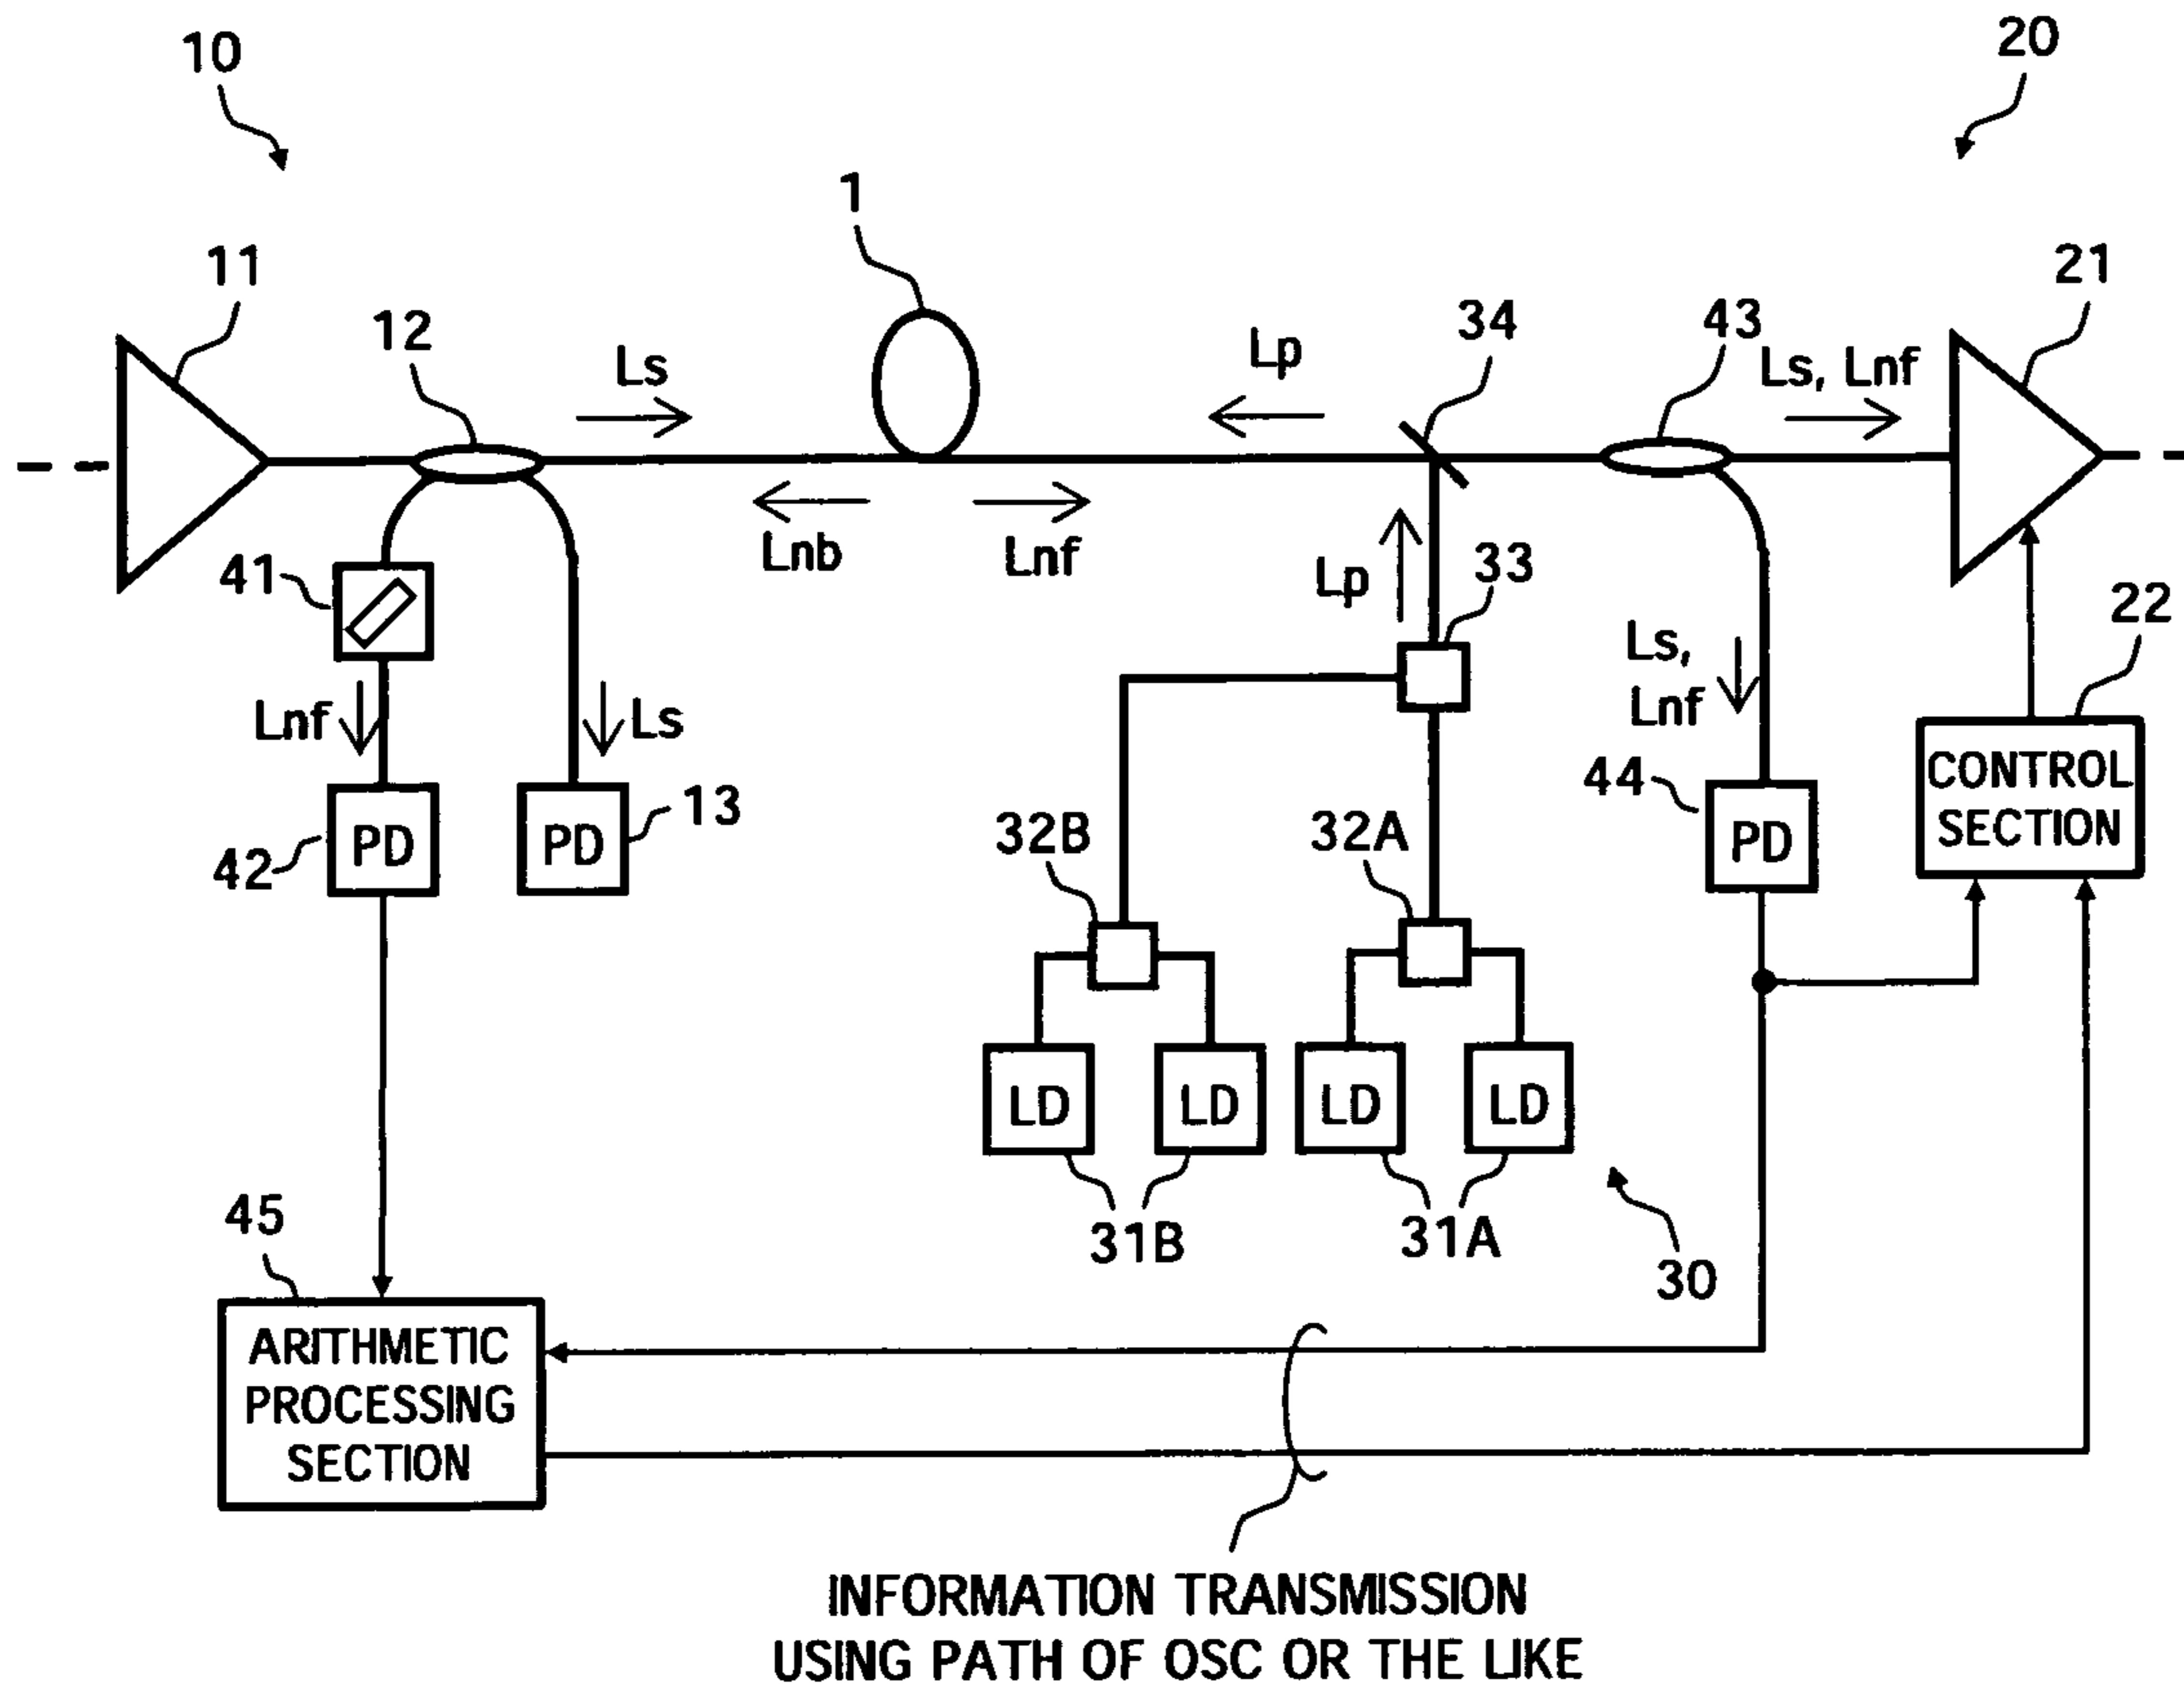 10
20
1
11
12
Ls
Lp
34
43
Ls, Lnf
21
Lnb
Lnf
41
Lp
33
Ls,
Lnf
22
Lnf
Ls
PD
42
PD
13
32B
32A
44
PD
CONTROL
SECTION
LD
LD
LD
LD
31B
31A
30
45
ARITHMETIC
PROCESSING
SECTION
INFORMATION TRANSMISSION
USING PATH OF OSC OR THE LIKE